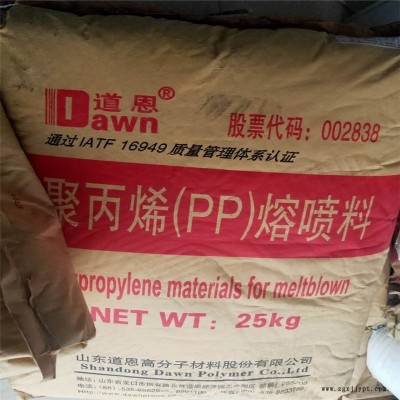 道恩®
Dawn
股票代码：002838
通过 IATF 16949 质量管理体系认证
聚丙烯(PP)熔喷料
ypropylene materials for meltblown
NET WT：25kg
山东道恩高分子材料股份有限公司
Shandong Dawn Polymer Co., Ltd